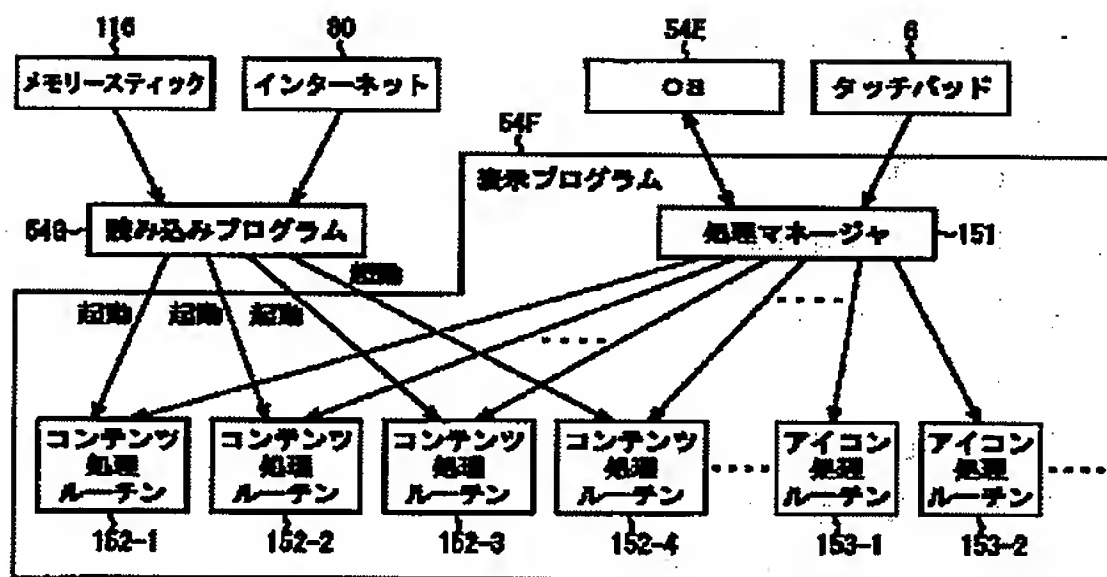 116
80
54E
6
メモリースティック
インターネット
OS
タッチパッド
54F
表示プログラム
54G
読み込みプログラム
処理マネージャ
151
起動
起動
起動
起動
コンテンツ
処理
ルーチン
コンテンツ
処理
ルーチン
コンテンツ
処理
ルーチン
コンテンツ
処理
ルーチン
アイコン
処理
ルーチン
アイコン
処理
ルーチン
152-1
152-2
152-3
152-4
153-1
153-2